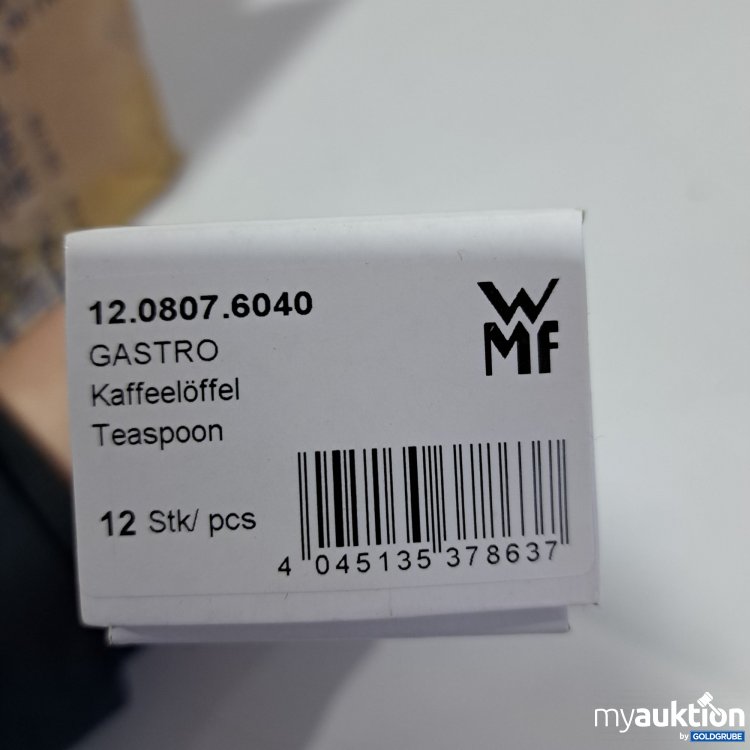 12.0807.6040
GASTRO
Kaffeelöffel
Teaspoon
12 Stk/ pcs
WMF
4 045135 378637
myauktion
by GOLDGRUBE